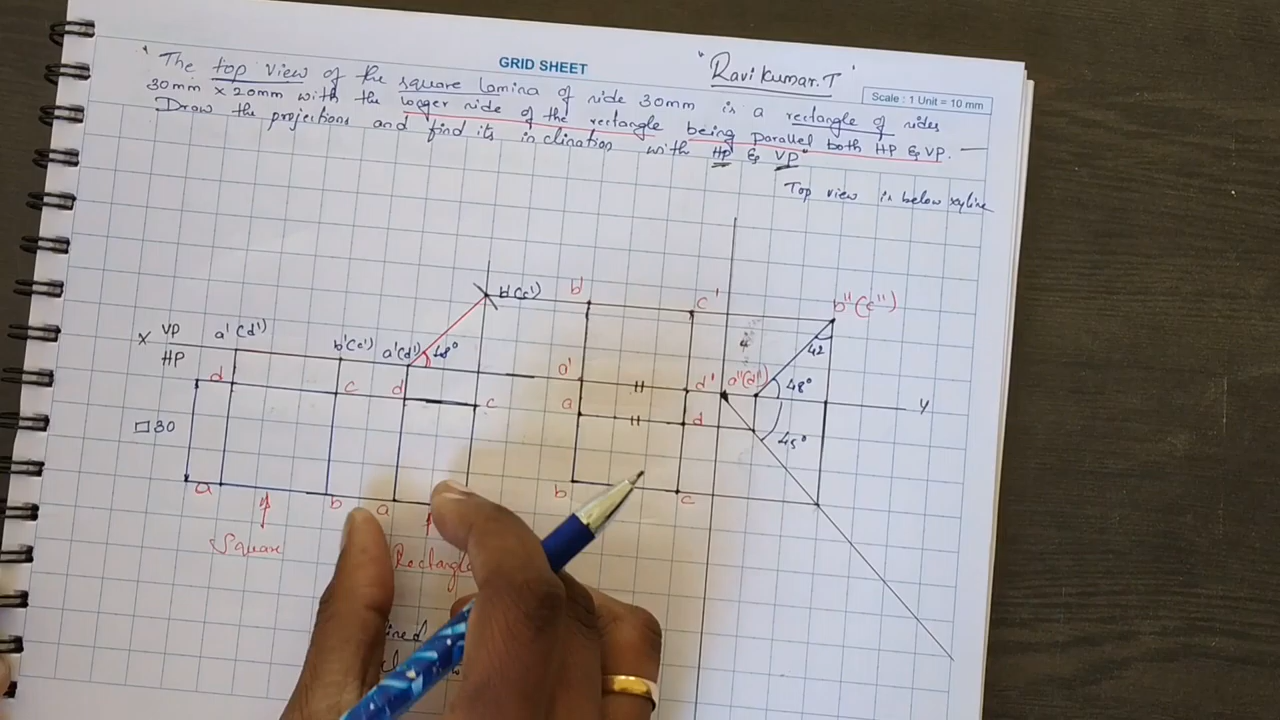 GRID SHEET
"Ravikumar.T"
Scale : 1 Unit = 10 mm
"The top view of the square lamina of side 30mm is a rectangle of sides
30mm x 20mm with the longer side of the rectangle being parallel both HP & VP.
Draw the projections and find its inclination with HP & VP"
Top view is below xyline
b'(c') b' c' b"(c")
X VP a'(d') b'(c') a'(d') 48° a' d' a"(d") 42 48° Y
HP
d c d c a d 45°
□30
a b a b c
Square
Rectangle